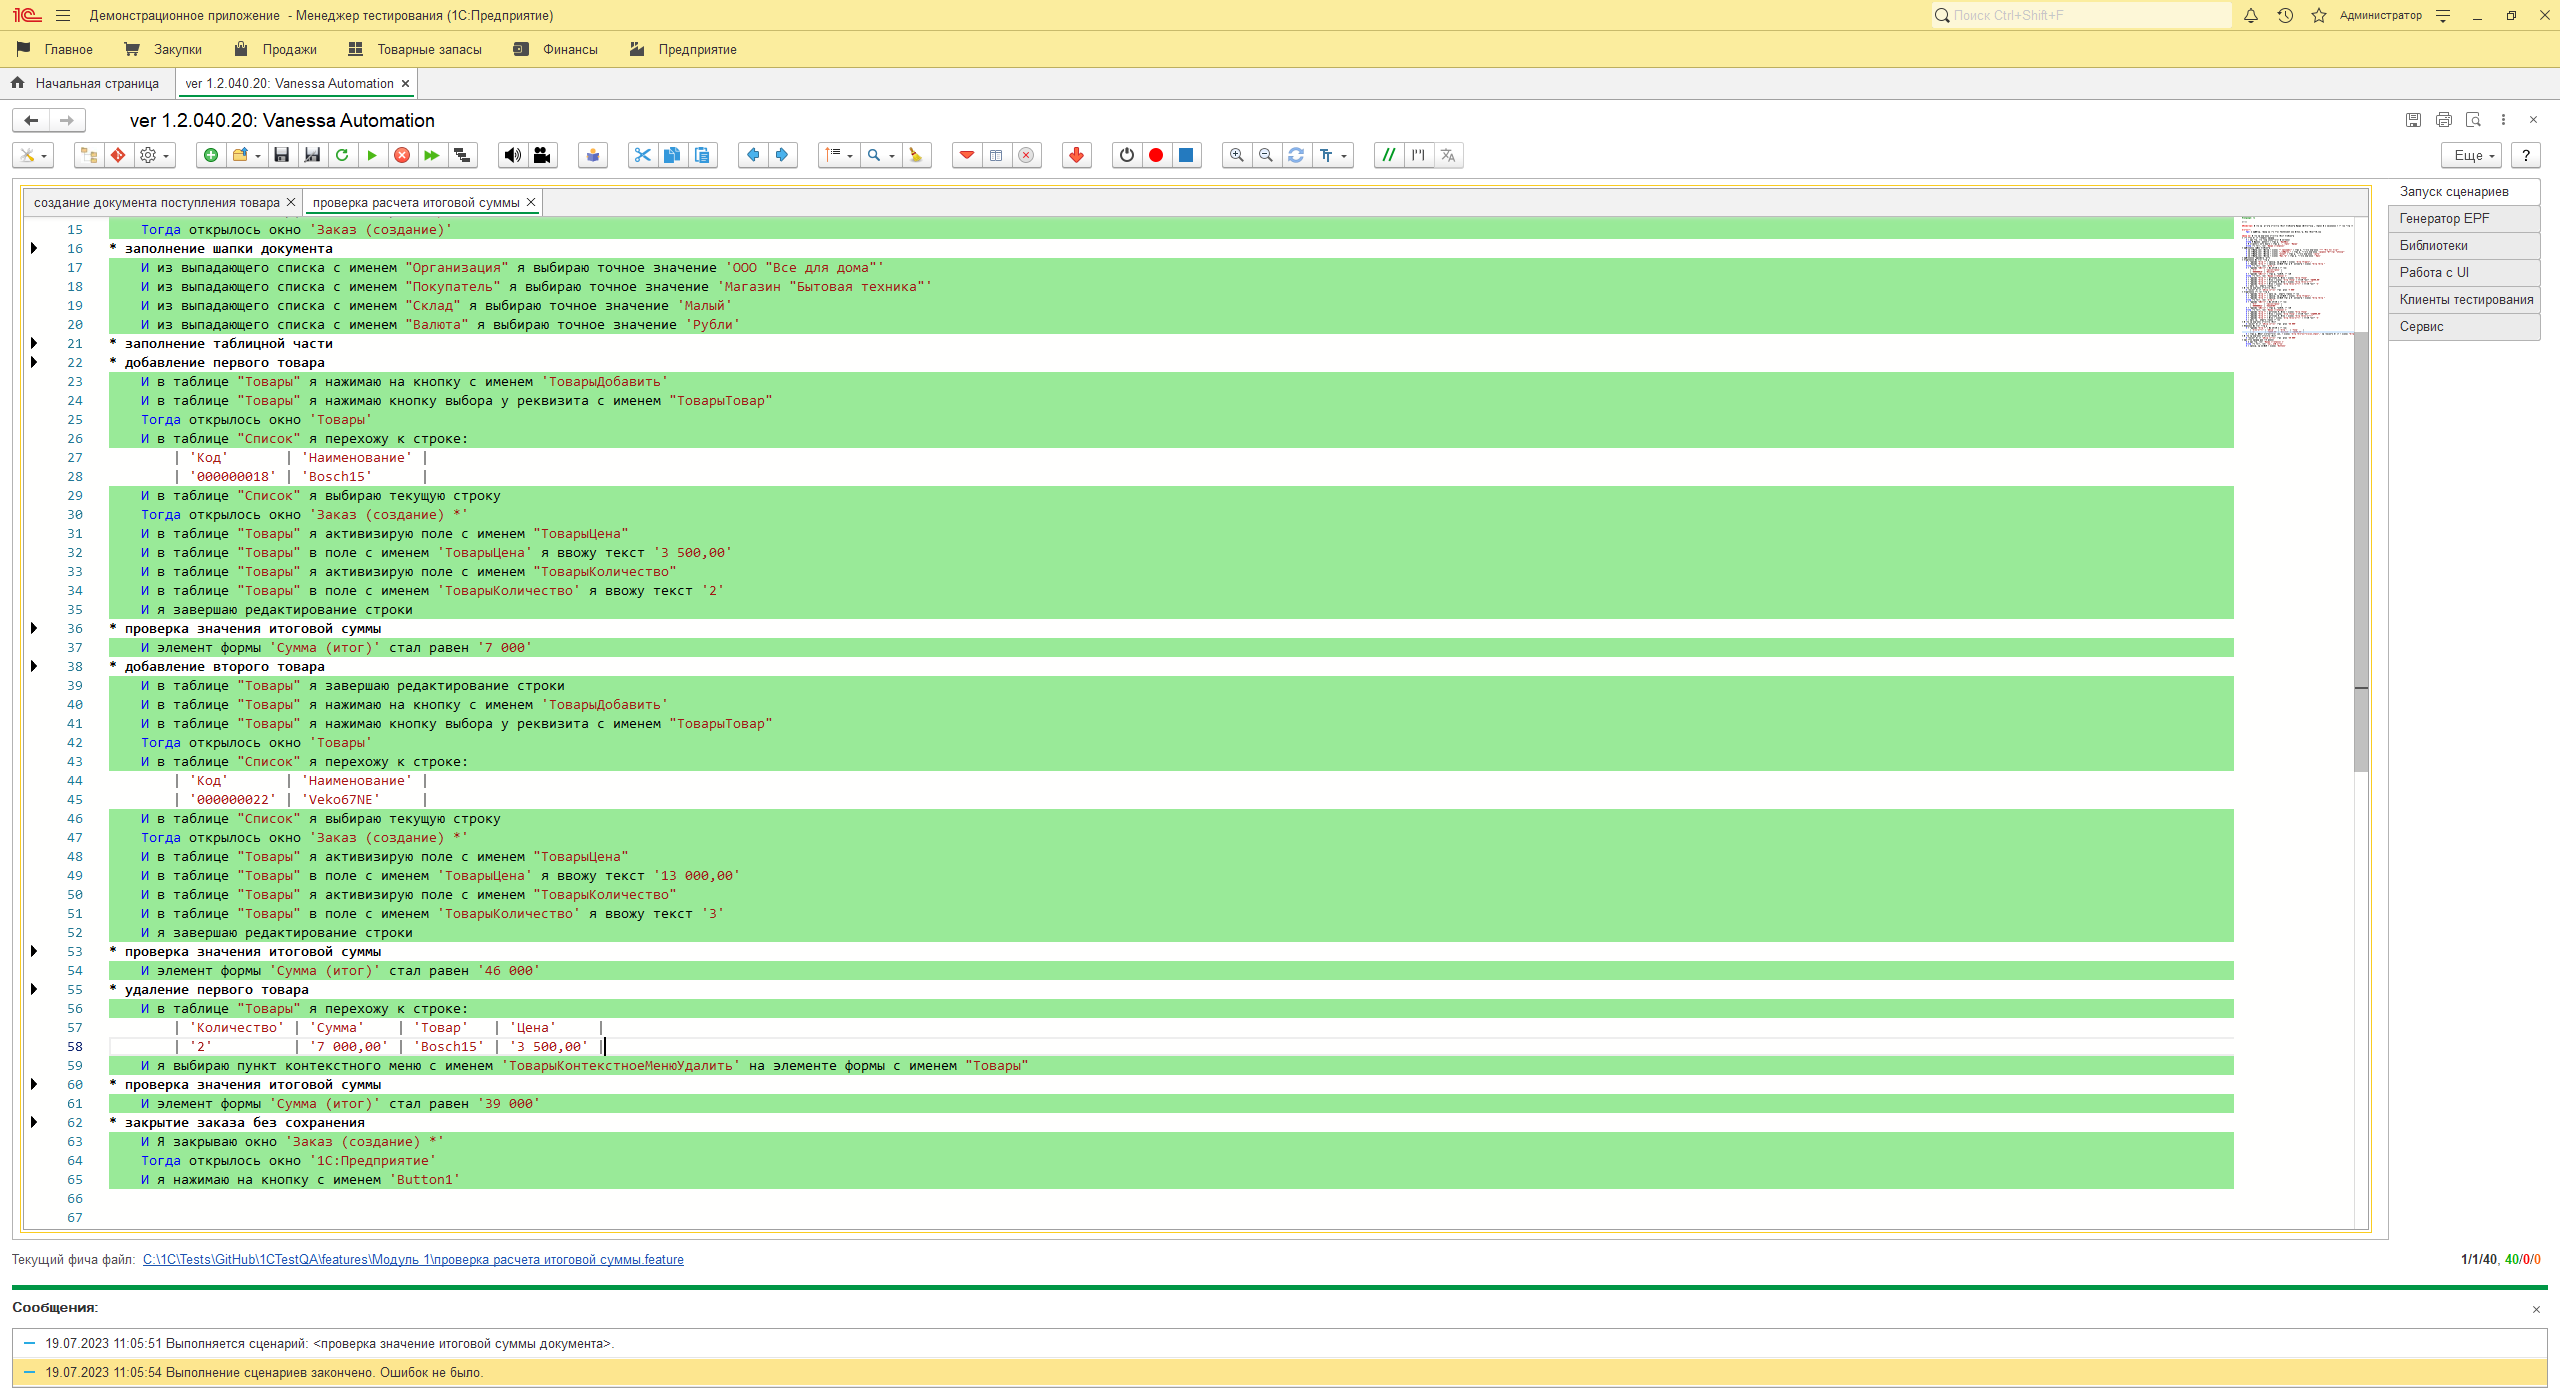 1С Демонстрационное приложение - Менеджер тестирования (1С:Предприятие) Поиск Ctrl+Shift+F Администратор
Главное Закупки Продажи Товарные запасы Финансы Предприятие
Начальная страница ver 1.2.040.20: Vanessa Automation ×
ver 1.2.040.20: Vanessa Automation
Еще ?
создание документа поступления товара × проверка расчета итоговой суммы ×
Запуск сценариев
Генератор EPF
Библиотеки
Работа с UI
Клиенты тестирования
Сервис
15 Тогда открылось окно 'Заказ (создание)'
16 * заполнение шапки документа
17 И из выпадающего списка с именем "Организация" я выбираю точное значение 'ООО "Все для дома"'
18 И из выпадающего списка с именем "Покупатель" я выбираю точное значение 'Магазин "Бытовая техника"'
19 И из выпадающего списка с именем "Склад" я выбираю точное значение 'Малый'
20 И из выпадающего списка с именем "Валюта" я выбираю точное значение 'Рубли'
21 * заполнение таблицной части
22 * добавление первого товара
23 И в таблице "Товары" я нажимаю на кнопку с именем 'ТоварыДобавить'
24 И в таблице "Товары" я нажимаю кнопку выбора у реквизита с именем "ТоварыТовар"
25 Тогда открылось окно 'Товары'
26 И в таблице "Список" я перехожу к строке:
27 | 'Код' | 'Наименование' |
28 | '000000018' | 'Bosch15' |
29 И в таблице "Список" я выбираю текущую строку
30 Тогда открылось окно 'Заказ (создание) *'
31 И в таблице "Товары" я активизирую поле с именем "ТоварыЦена"
32 И в таблице "Товары" в поле с именем 'ТоварыЦена' я ввожу текст '3 500,00'
33 И в таблице "Товары" я активизирую поле с именем "ТоварыКоличество"
34 И в таблице "Товары" в поле с именем 'ТоварыКоличество' я ввожу текст '2'
35 И я завершаю редактирование строки
36 * проверка значения итоговой суммы
37 И элемент формы 'Сумма (итог)' стал равен '7 000'
38 * добавление второго товара
39 И в таблице "Товары" я завершаю редактирование строки
40 И в таблице "Товары" я нажимаю на кнопку с именем 'ТоварыДобавить'
41 И в таблице "Товары" я нажимаю кнопку выбора у реквизита с именем "ТоварыТовар"
42 Тогда открылось окно 'Товары'
43 И в таблице "Список" я перехожу к строке:
44 | 'Код' | 'Наименование' |
45 | '000000022' | 'Veko67NE' |
46 И в таблице "Список" я выбираю текущую строку
47 Тогда открылось окно 'Заказ (создание) *'
48 И в таблице "Товары" я активизирую поле с именем "ТоварыЦена"
49 И в таблице "Товары" в поле с именем 'ТоварыЦена' я ввожу текст '13 000,00'
50 И в таблице "Товары" я активизирую поле с именем "ТоварыКоличество"
51 И в таблице "Товары" в поле с именем 'ТоварыКоличество' я ввожу текст '3'
52 И я завершаю редактирование строки
53 * проверка значения итоговой суммы
54 И элемент формы 'Сумма (итог)' стал равен '46 000'
55 * удаление первого товара
56 И в таблице "Товары" я перехожу к строке:
57 | 'Количество' | 'Сумма' | 'Товар' | 'Цена' |
58 | '2' | '7 000,00' | 'Bosch15' | '3 500,00' |
59 И я выбираю пункт контекстного меню с именем 'ТоварыКонтекстноеМенюУдалить' на элементе формы с именем "Товары"
60 * проверка значения итоговой суммы
61 И элемент формы 'Сумма (итог)' стал равен '39 000'
62 * закрытие заказа без сохранения
63 И Я закрываю окно 'Заказ (создание) *'
64 Тогда открылось окно '1С:Предприятие'
65 И я нажимаю на кнопку с именем 'Button1'
66
67
Текущий фича файл: C:\1C\Tests\GitHub\1CTestQA\features\Модуль 1\проверка расчета итоговой суммы.feature 1/1/40, 40/0/0
Сообщения:
19.07.2023 11:05:51 Выполняется сценарий: <проверка значение итоговой суммы документа>.
19.07.2023 11:05:54 Выполнение сценариев закончено. Ошибок не было.